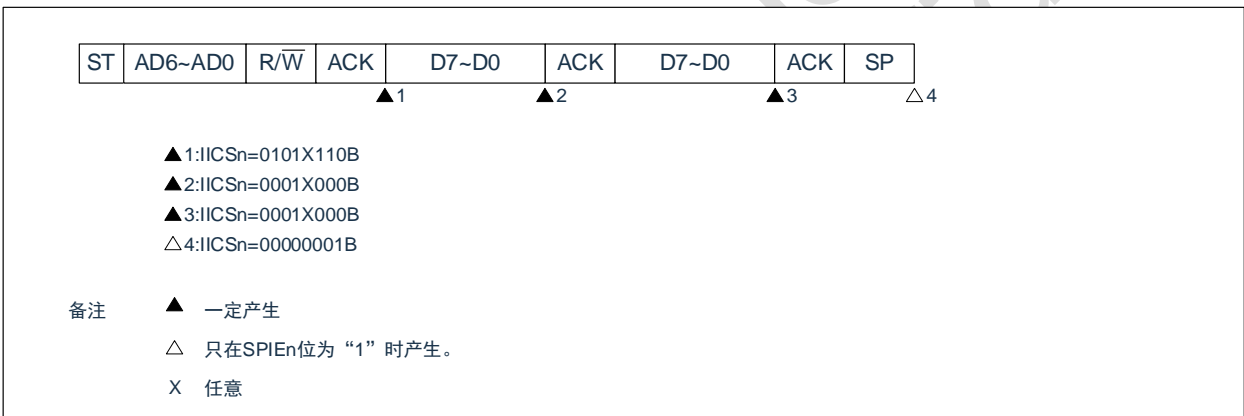 ST AD6~AD0 R/W̅ ACK D7~D0 ACK D7~D0 ACK SP
▲1 ▲2 ▲3 △4
▲1:IICSn=0101X110B
▲2:IICSn=0001X000B
▲3:IICSn=0001X000B
△4:IICSn=00000001B
备注 ▲ 一定产生
△ 只在SPIEn位为“1”时产生。
X 任意